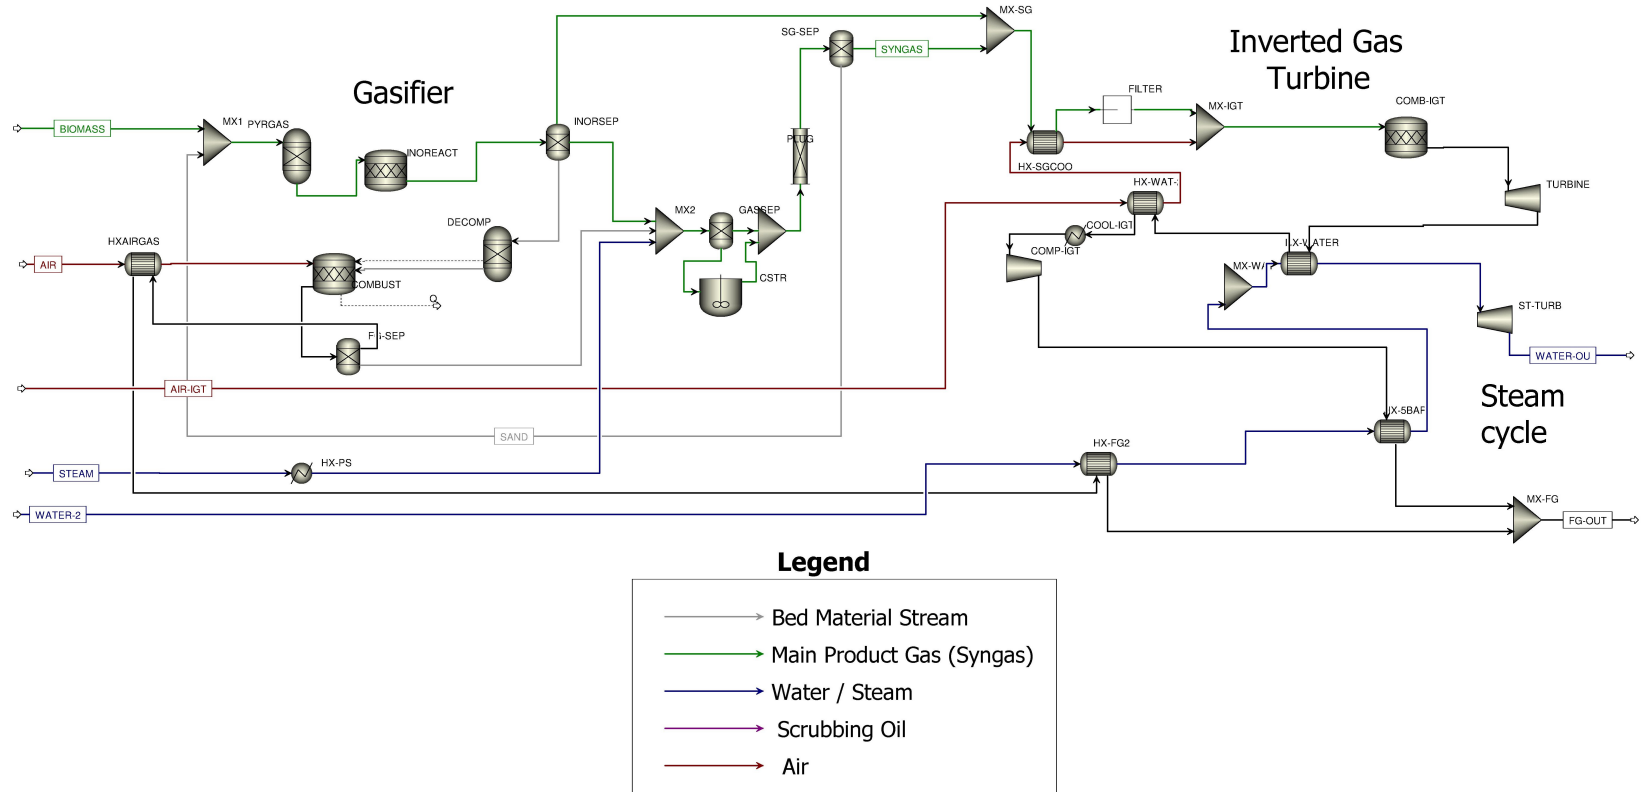 MX-SG
SG-SEP
SYNGAS
Inverted Gas
Turbine
Gasifier
FILTER
COMB-IGT
MX-IGT
BIOMASS
MX1
PYRGAS
INORSEP
INOREACT
PLUG
HX-SGCOO
HX-WAT-
TURBINE
DECOMP
MX2
GASSEP
COOL-IGT
HXAIRGAS
COMP-IGT
AIR
COMBUST
CSTR
Q
ST-TURB
WATER-OU
AIR-IGT
Steam
cycle
SAND
HX-FG2
STEAM
HX-PS
WATER-2
MX-FG
FG-OUT
Legend
Bed Material Stream
Main Product Gas (Syngas)
Water / Steam
Scrubbing Oil
Air